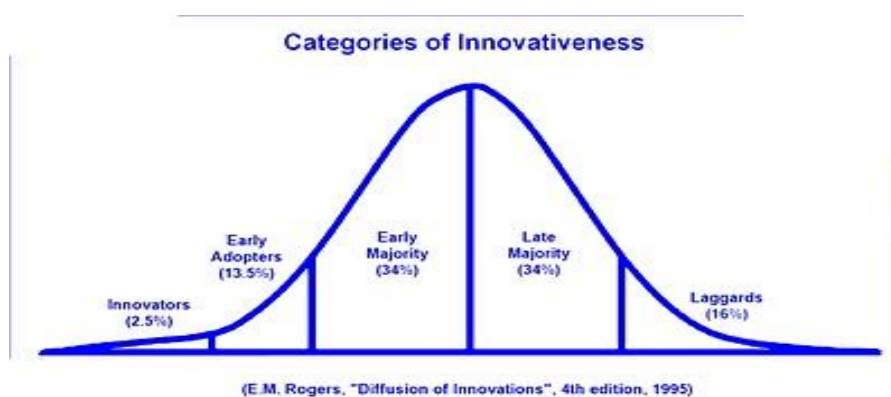 Categories of Innovativeness
Early
Adopters
(13.5%)
Early
Majority
(34%)
Late
Majority
(34%)
Innovators
(2.5%)
Laggards
(16%)
(E.M. Rogers, "Diffusion of Innovations", 4th edition, 1995)